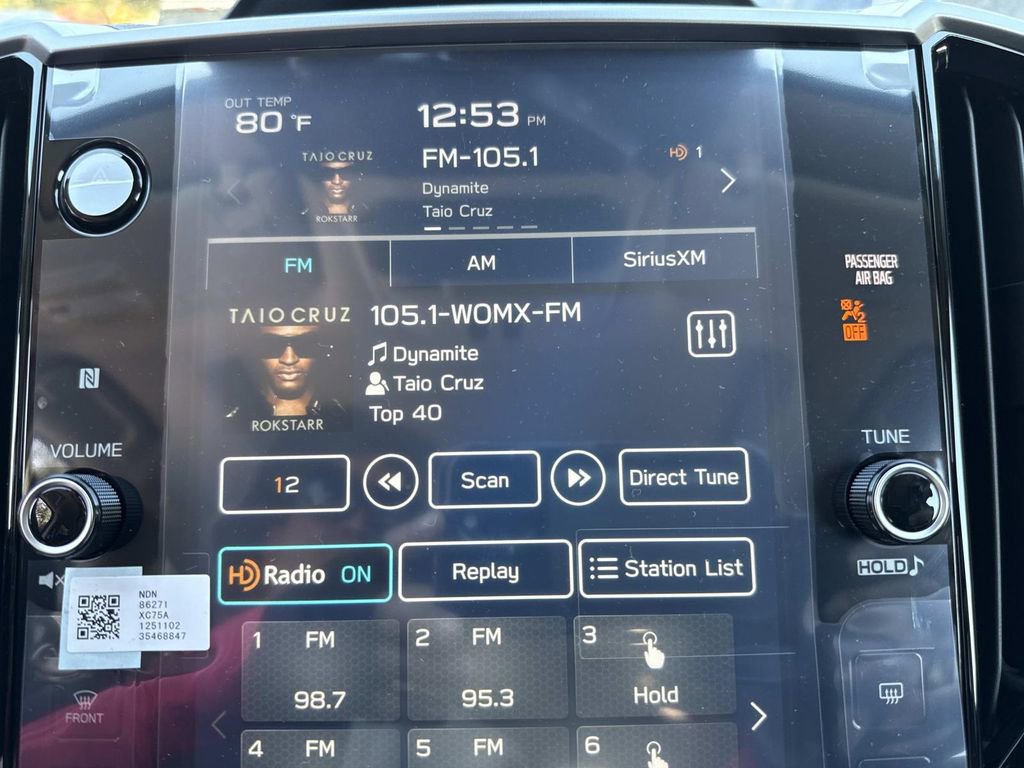 OUT TEMP
80 °F
12:53 PM
TAIO CRUZ
ROKSTARR
FM-105.1
HD 1
Dynamite
Taio Cruz
FM
AM
SiriusXM
PASSENGER
AIR BAG
OFF
TAIO CRUZ
ROKSTARR
105.1-WOMX-FM
Dynamite
Taio Cruz
Top 40
N
VOLUME
TUNE
12
Scan
Direct Tune
HD Radio ON
Replay
Station List
HOLD
NDN
86271
XC75A
1251102
35468847
1 FM
98.7
2 FM
95.3
3
Hold
FRONT
4 FM
5 FM
6